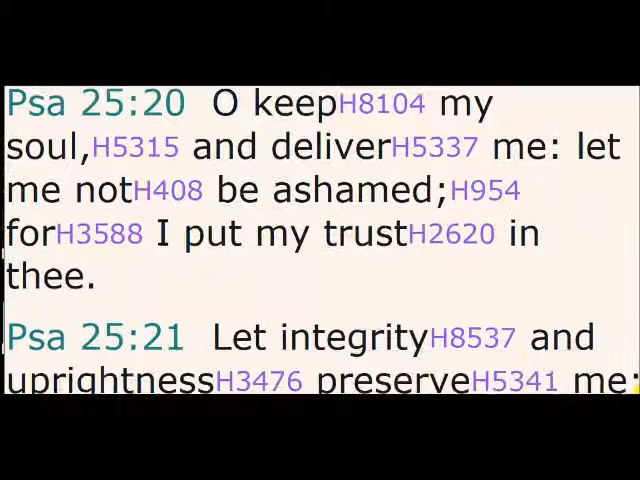 Psa 25:20 O keepH8104 my
soul,H5315 and deliverH5337 me: let
me notH408 be ashamed;H954
forH3588 I put my trustH2620 in
thee.
Psa 25:21 Let integrityH8537 and
uprightnessH3476 preserveH5341 me: